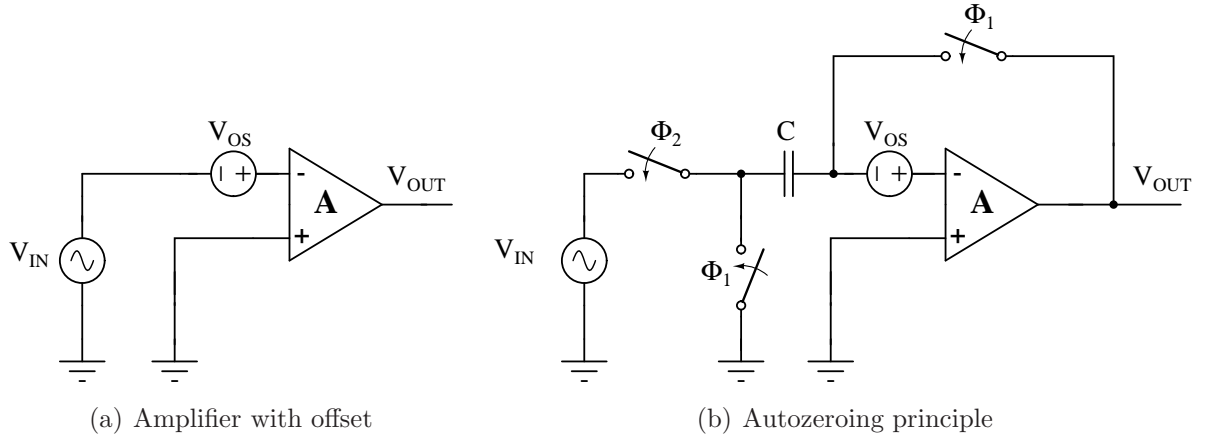 V_OS
- +
-
A
+
V_OUT
V_IN
(a) Amplifier with offset
Φ_1
Φ_2
C
V_OS
- +
-
A
+
V_OUT
V_IN
Φ_1
(b) Autozeroing principle